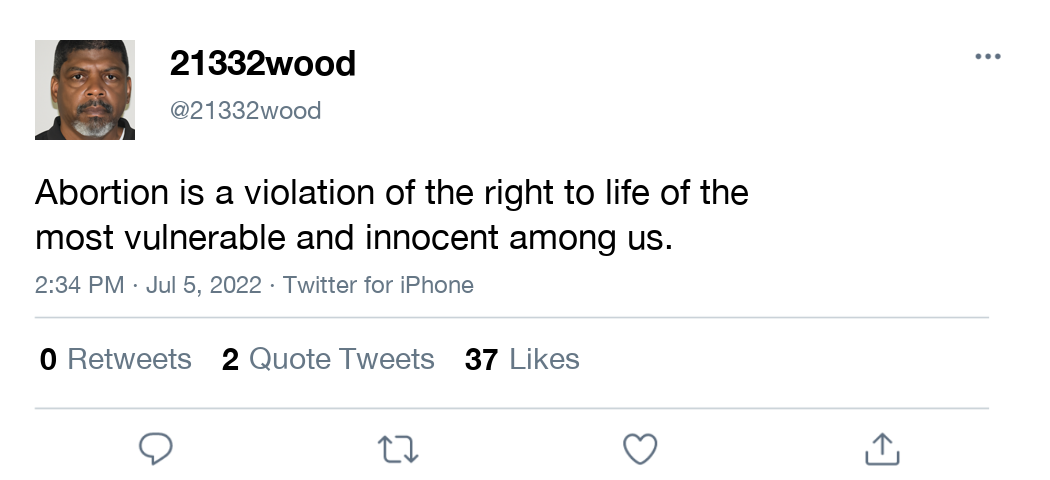 21332wood
@21332wood
Abortion is a violation of the right to life of the
most vulnerable and innocent among us.
2:34 PM · Jul 5, 2022 · Twitter for iPhone
0 Retweets 2 Quote Tweets 37 Likes